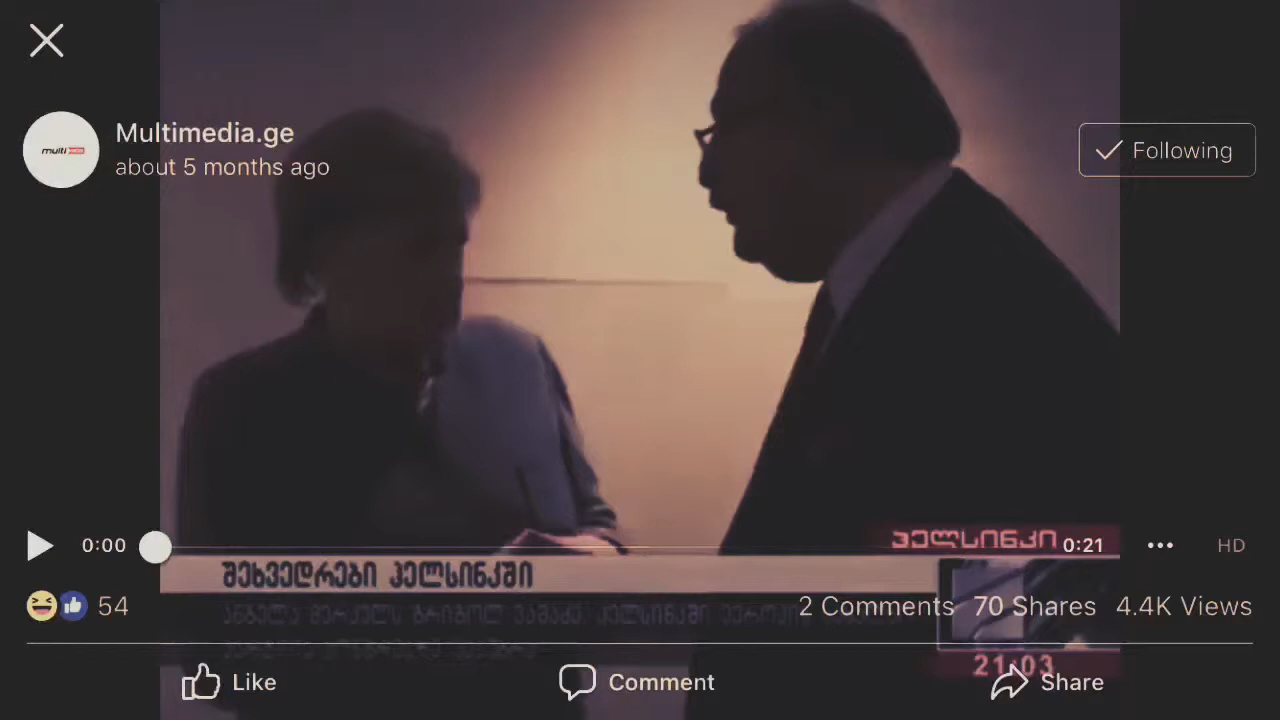 Multimedia.ge
about 5 months ago
multi
Following
ჰელსინკი
0:00
0:21
HD
შეხვედრები ჰელსინკში
54
2 Comments
70 Shares
4.4K Views
21:03
Like
Comment
Share